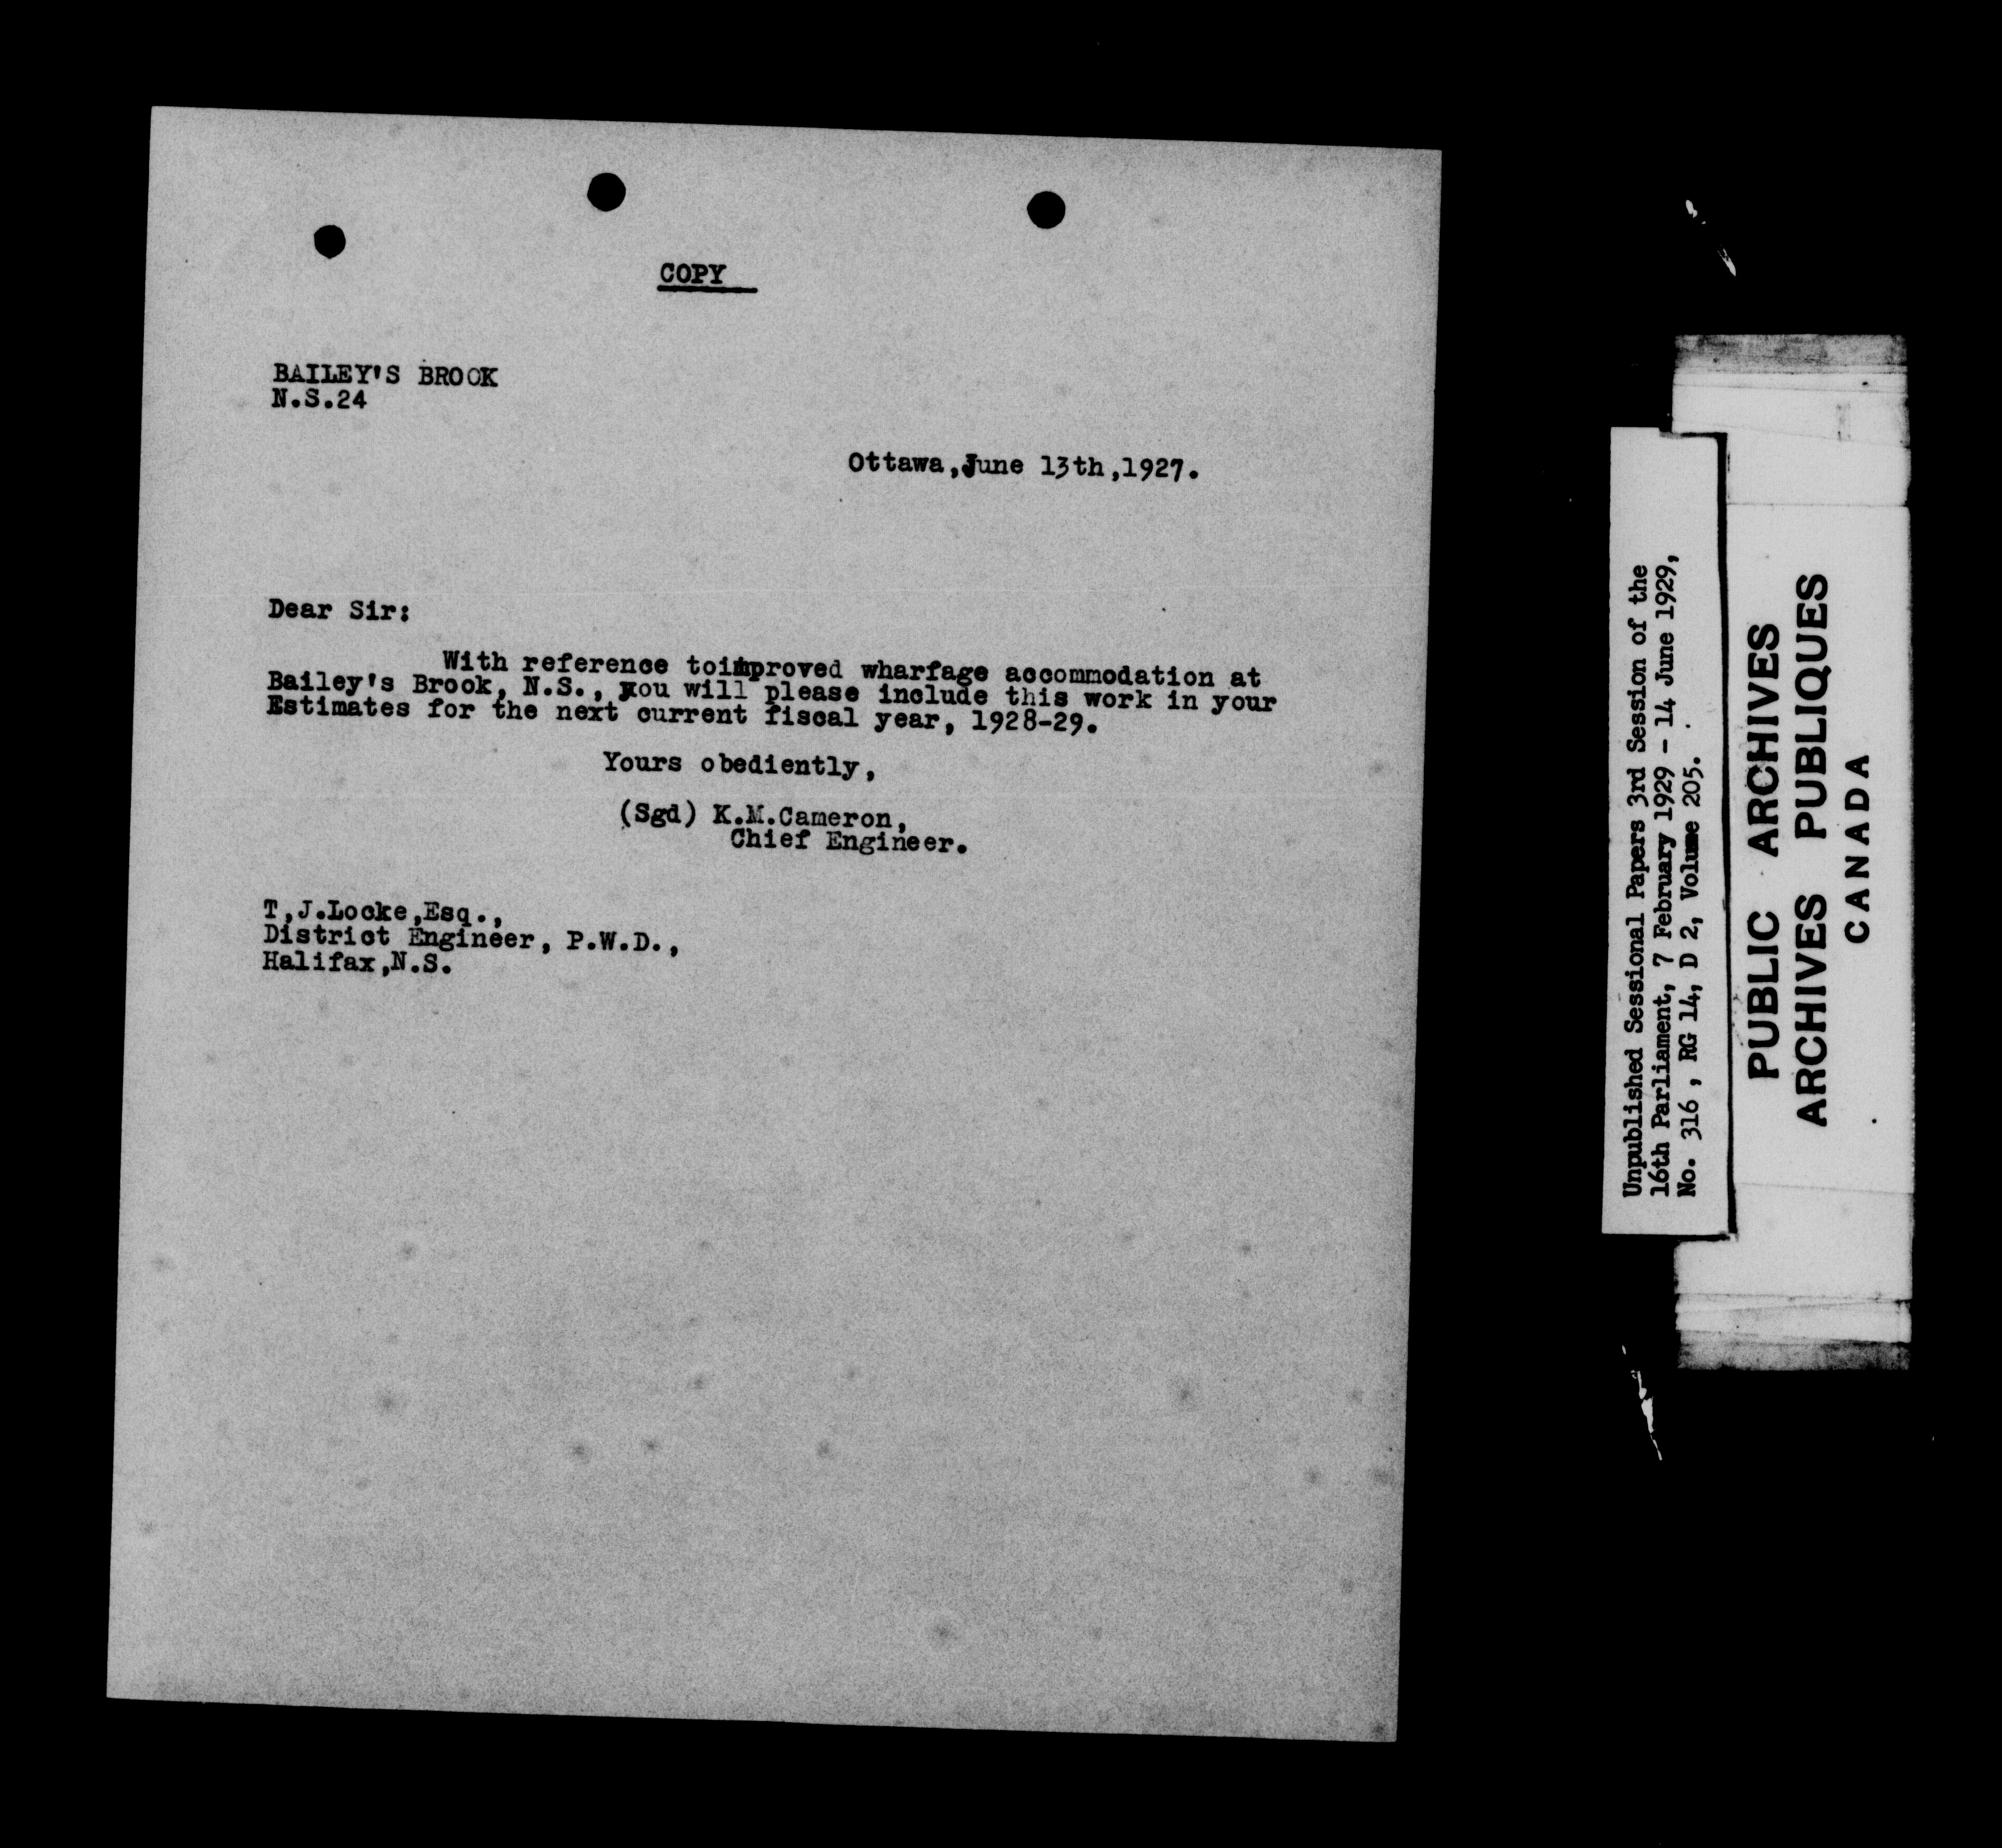 COPY
BAILEY'S BROOK
N.S.24
Ottawa,June 13th,1927.
Dear Sir:
With reference toimproved wharfage accommodation at
Bailey's Brook, N.S., you will please include this work in your
Estimates for the next current fiscal year, 1928-29.
Yours obediently,
(Sgd) K.M.Cameron,
Chief Engineer.
T,J.Locke,Esq.,
District Engineer, P.W.D.,
Halifax,N.S.
Unpublished Sessional Papers 3rd Session of the
16th Parliament, 7 February 1929 - 14 June 1929,
No. 316 , RG 14, D 2, Volume 205.
PUBLIC ARCHIVES
ARCHIVES PUBLIQUES
CANADA